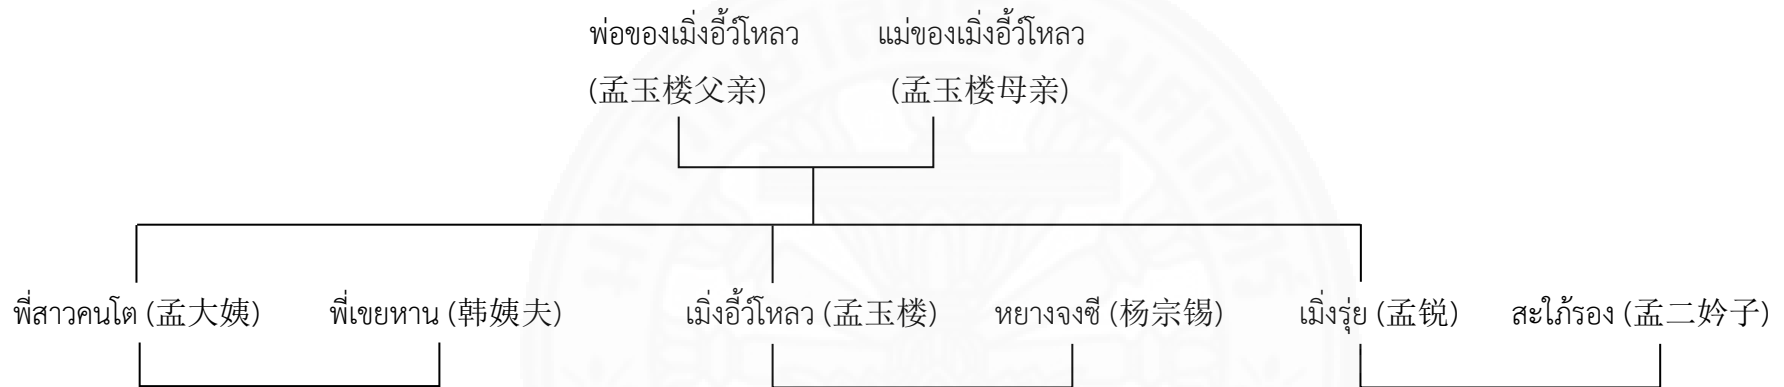 พ่อของเมิ่งอวี้โหลว แม่ของเมิ่งอวี้โหลว
(孟玉楼父亲) (孟玉楼母亲)
พี่สาวคนโต (孟大姨) พี่เขยหาน (韩姨夫) เมิ่งอวี้โหลว (孟玉楼) หยางจงซี (杨宗锡) เมิ่งรุ่ย (孟锐) สะใภ้รอง (孟二妗子)